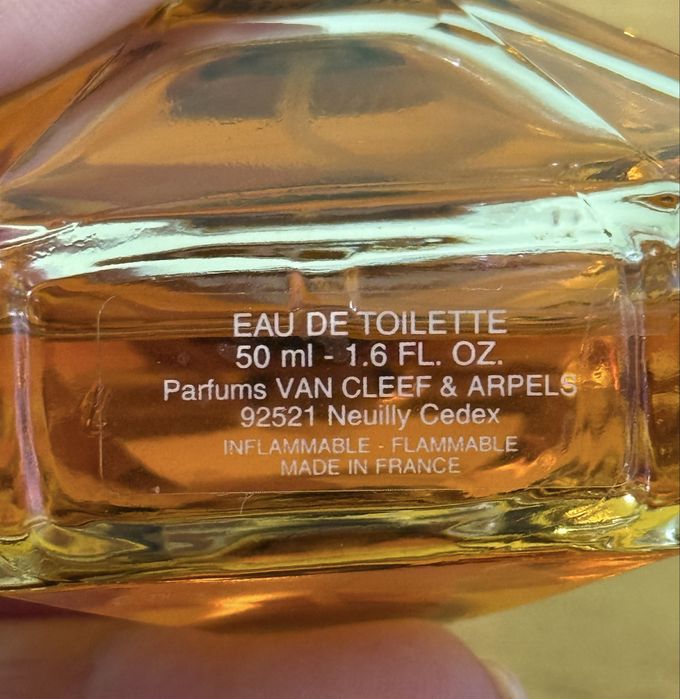 EAU DE TOILETTE
50 ml - 1.6 FL. OZ.
Parfums VAN CLEEF & ARPELS
92521 Neuilly Cedex
INFLAMMABLE - FLAMMABLE
MADE IN FRANCE